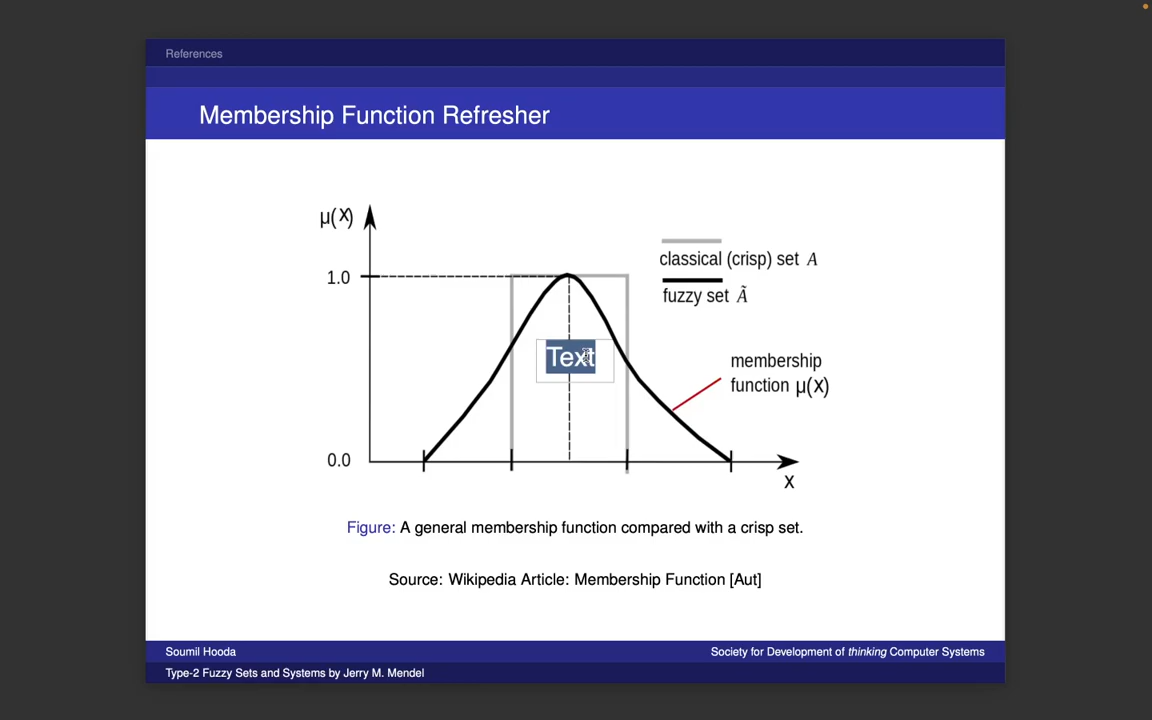 References
Membership Function Refresher
μ(X)
1.0
0.0
X
classical (crisp) set A
fuzzy set Ã
Text
membership
function μ(X)
Figure: A general membership function compared with a crisp set.
Source: Wikipedia Article: Membership Function [Aut]
Soumil Hooda
Society for Development of thinking Computer Systems
Type-2 Fuzzy Sets and Systems by Jerry M. Mendel